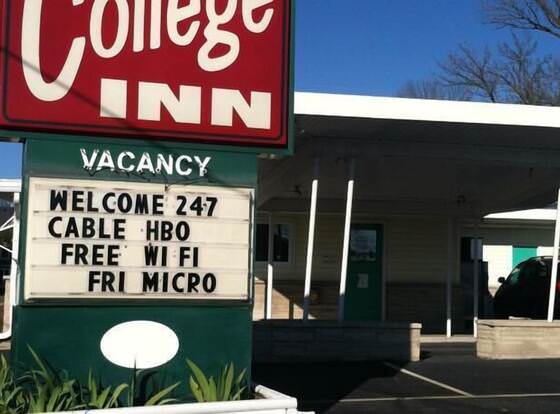 College
INN
VACANCY
WELCOME 247
CABLE HBO
FREE WI FI
FRI MICRO